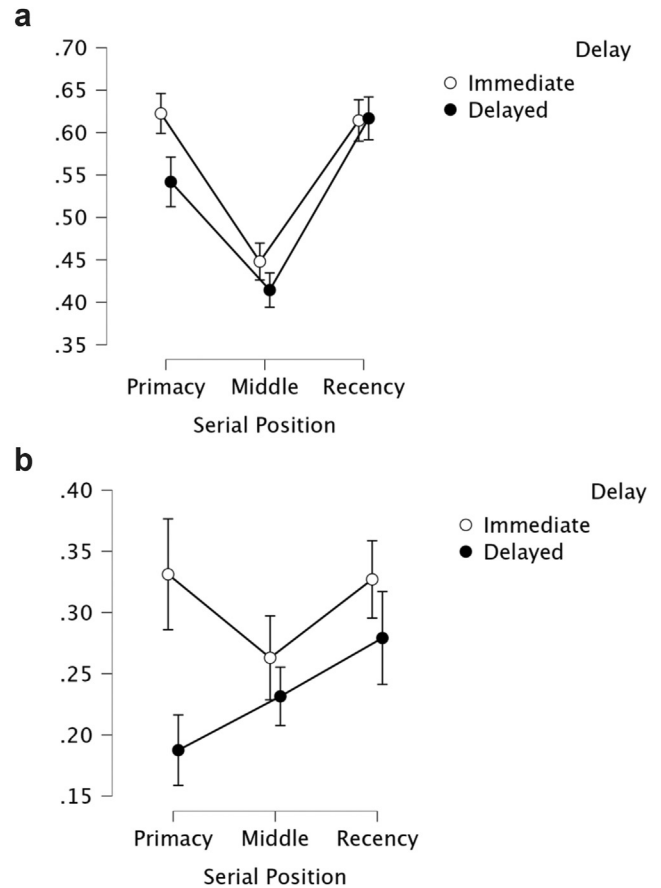 a
.70
.65
.60
.55
.50
.45
.40
.35
Delay
Immediate
Delayed
Primacy Middle Recency
Serial Position
b
.40
.35
.30
.25
.20
.15
Delay
Immediate
Delayed
Primacy Middle Recency
Serial Position